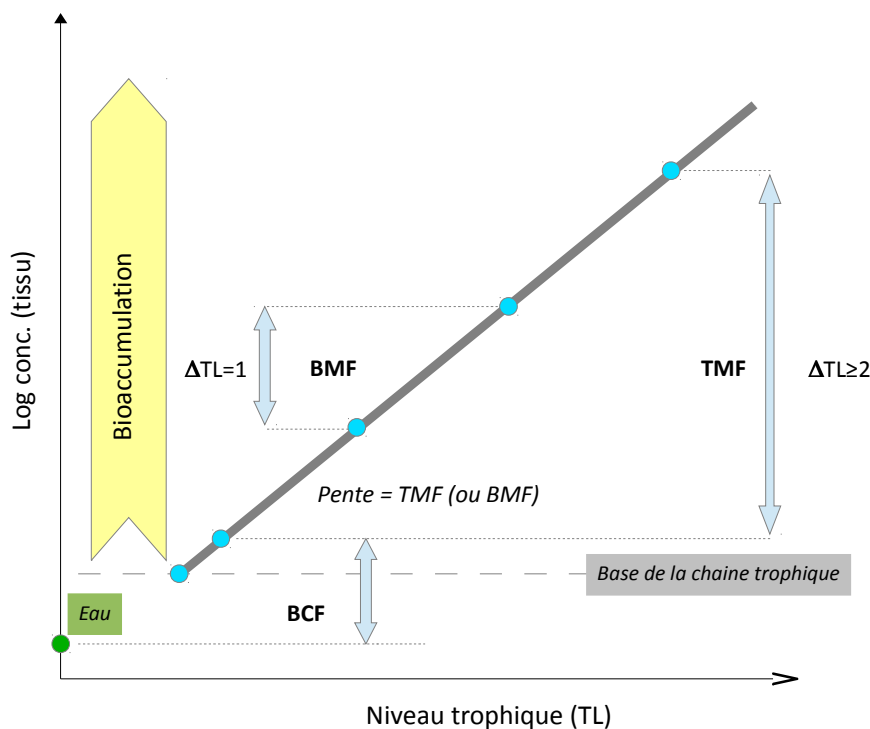 Log conc. (tissu)
Bioaccumulation
ΔTL=1
BMF
TMF
ΔTL≥2
Pente = TMF (ou BMF)
Base de la chaine trophique
Eau
BCF
Niveau trophique (TL)